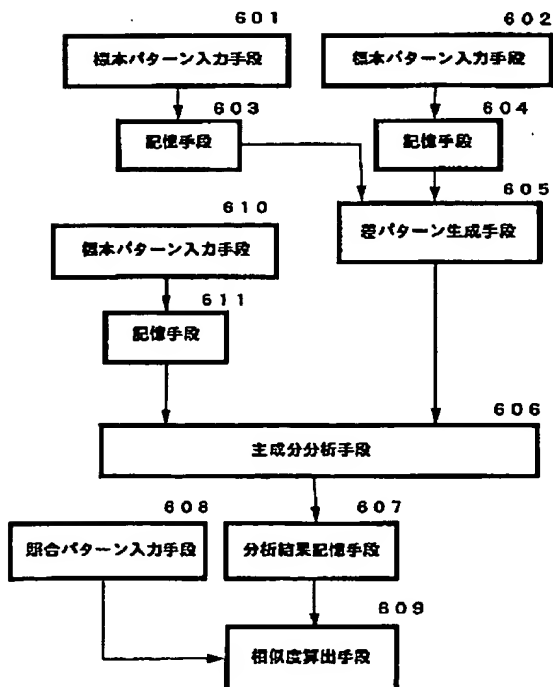 601
602
標本パターン入力手段
標本パターン入力手段
603
604
記憶手段
記憶手段
605
610
差パターン生成手段
標本パターン入力手段
611
記憶手段
606
主成分分析手段
608
607
照合パターン入力手段
分析結果記憶手段
609
相似度算出手段